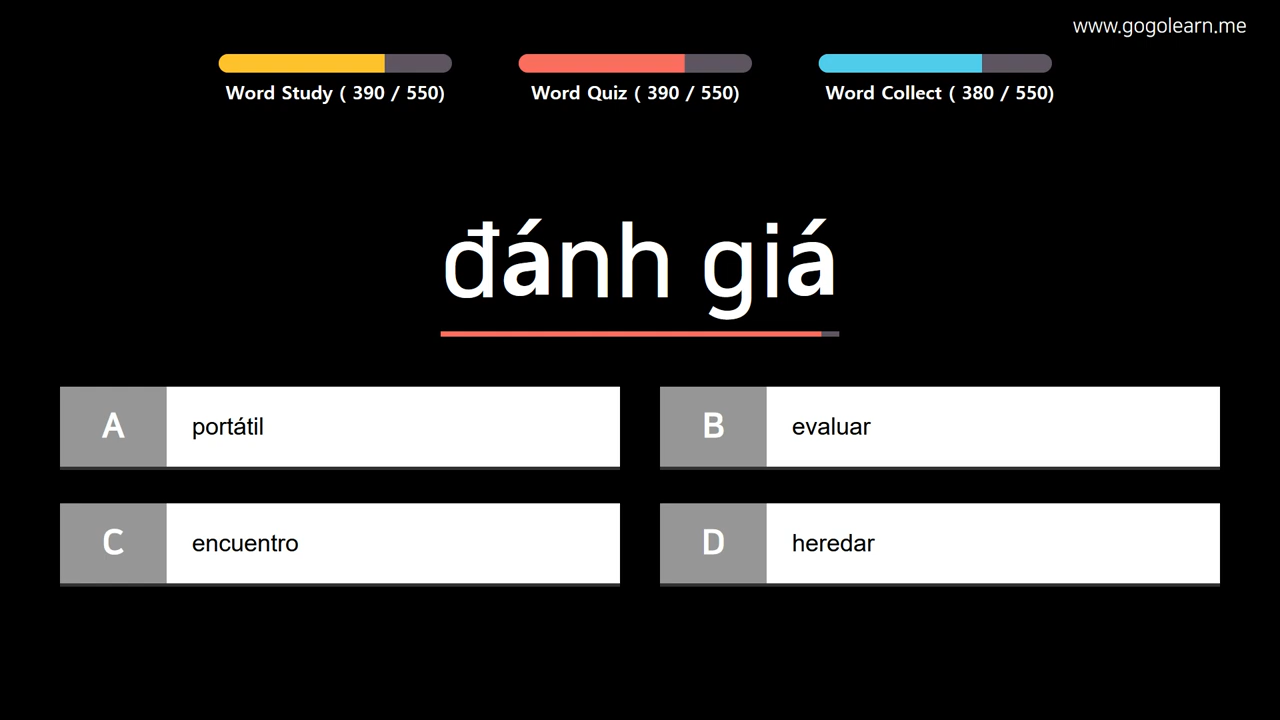 www.gogolearn.me
Word Study ( 390 / 550)
Word Quiz ( 390 / 550)
Word Collect ( 380 / 550)
đánh giá
A portátil
B evaluar
C encuentro
D heredar